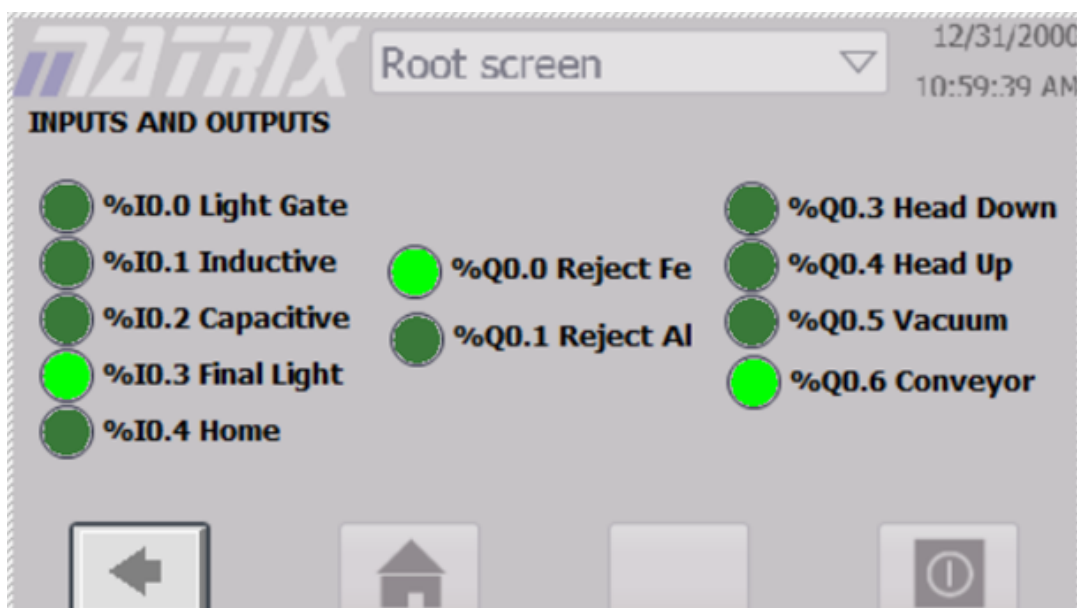 MATRIX
Root screen
12/31/2000
10:59:39 AM
INPUTS AND OUTPUTS
%I0.0 Light Gate
%I0.1 Inductive
%I0.2 Capacitive
%I0.3 Final Light
%I0.4 Home
%Q0.0 Reject Fe
%Q0.1 Reject Al
%Q0.3 Head Down
%Q0.4 Head Up
%Q0.5 Vacuum
%Q0.6 Conveyor